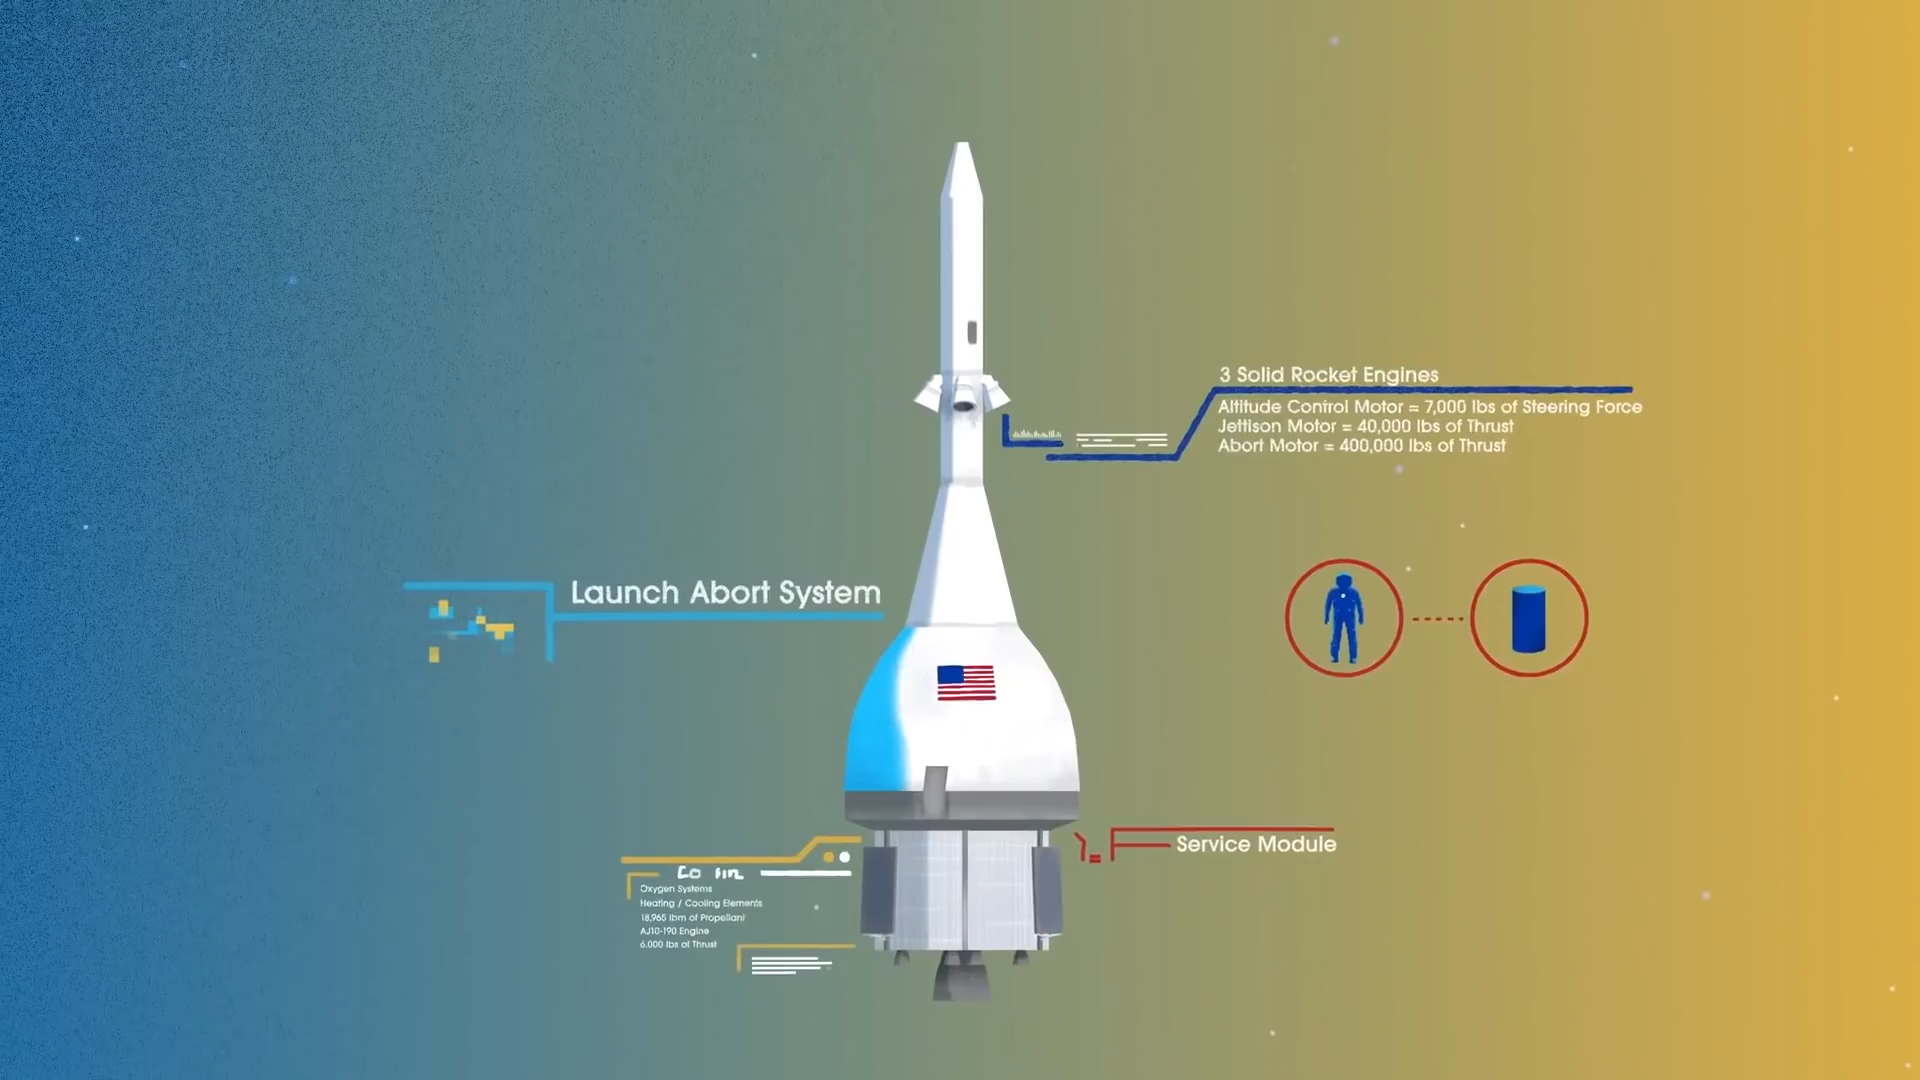 3 Solid Rocket Engines
Altitude Control Motor = 7,000 lbs of Steering Force
Jettison Motor = 40,000 lbs of Thrust
Abort Motor = 400,000 lbs of Thrust
Launch Abort System
Service Module
Oxygen Systems
Heating / Cooling Elements
18,965 lbm of Propellant
AJ10-190 Engine
6,000 lbs of Thrust